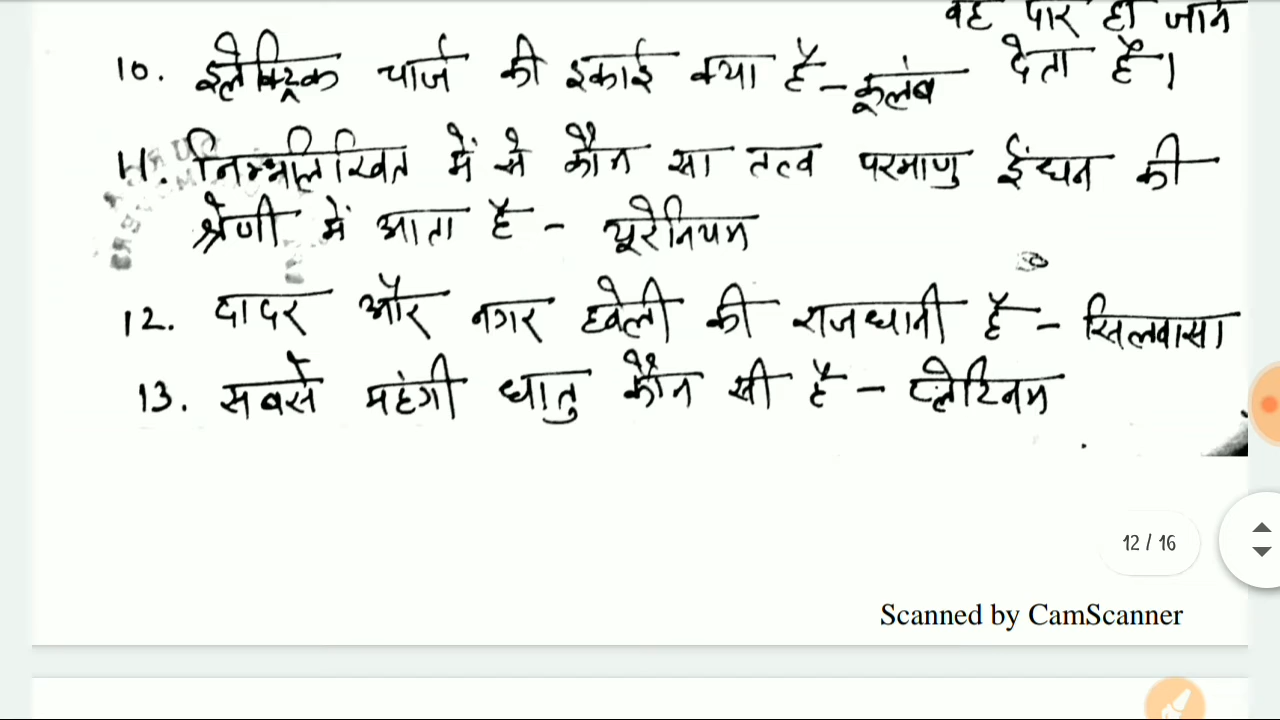 वह पार हो जाने
देता है।
10. इलेक्ट्रिक चार्ज की इकाई क्या है - कूलंब
11. निम्नलिखित में से कौन सा तत्व परमाणु ईंधन की
श्रेणी में आता है - यूरेनियम
12. दादर और नगर हवेली की राजधानी है - सिलवासा
13. सबसे महंगी धातु कौन सी है - प्लेटिनम
12 / 16
Scanned by CamScanner